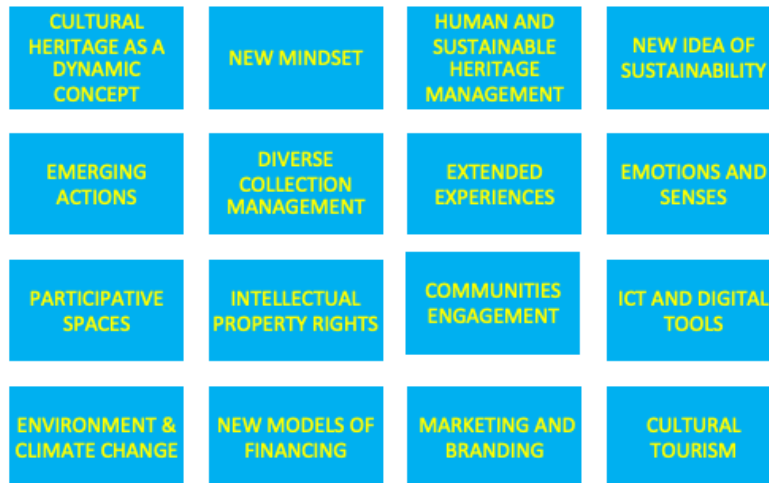 CULTURAL
HERITAGE AS A
DYNAMIC
CONCEPT
NEW MINDSET
HUMAN AND
SUSTAINABLE
HERITAGE
MANAGEMENT
NEW IDEA OF
SUSTAINABILITY
EMERGING
ACTIONS
DIVERSE
COLLECTION
MANAGEMENT
EXTENDED
EXPERIENCES
EMOTIONS AND
SENSES
PARTICIPATIVE
SPACES
INTELLECTUAL
PROPERTY RIGHTS
COMMUNITIES
ENGAGEMENT
ICT AND DIGITAL
TOOLS
ENVIRONMENT &
CLIMATE CHANGE
NEW MODELS OF
FINANCING
MARKETING AND
BRANDING
CULTURAL
TOURISM